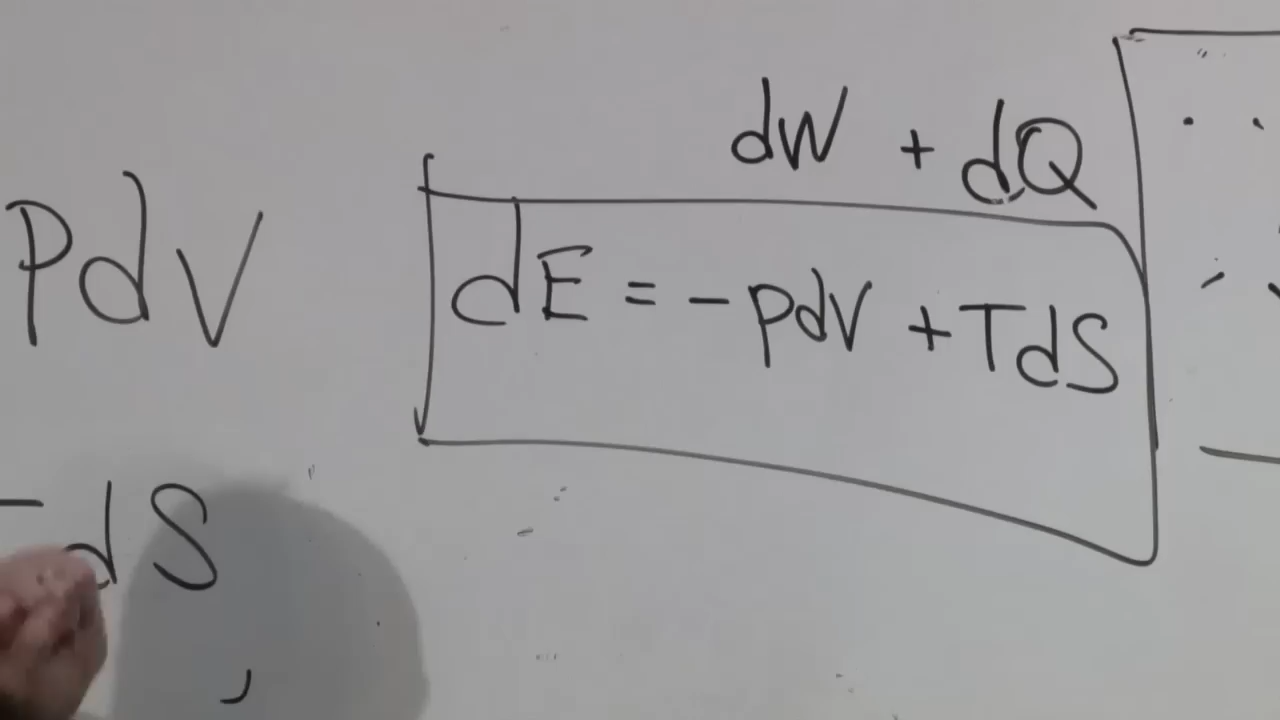 dW + dQ
PdV
dE = -pdV + TdS
dS